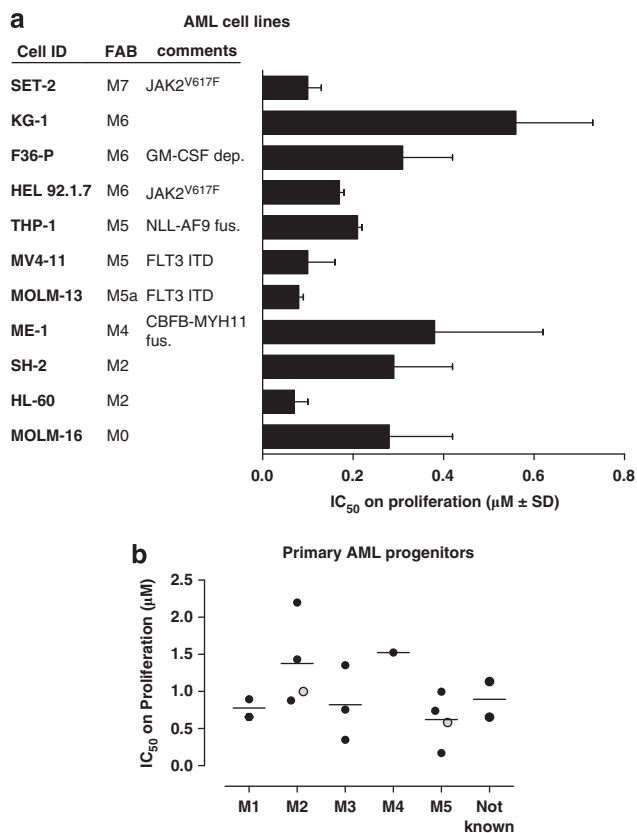 a
AML cell lines
Cell ID FAB comments
SET-2 M7 JAK2^V617F
KG-1 M6
F36-P M6 GM-CSF dep.
HEL 92.1.7 M6 JAK2^V617F
THP-1 M5 NLL-AF9 fus.
MV4-11 M5 FLT3 ITD
MOLM-13 M5a FLT3 ITD
ME-1 M4 CBFB-MYH11
fus.
SH-2 M2
HL-60 M2
MOLM-16 M0
0.0 0.2 0.4 0.6 0.8
IC50 on proliferation (μM ± SD)
b
Primary AML progenitors
IC50 on Proliferation (μM)
2.5
2.0
1.5
1.0
0.5
0.0
M1 M2 M3 M4 M5 Not
known